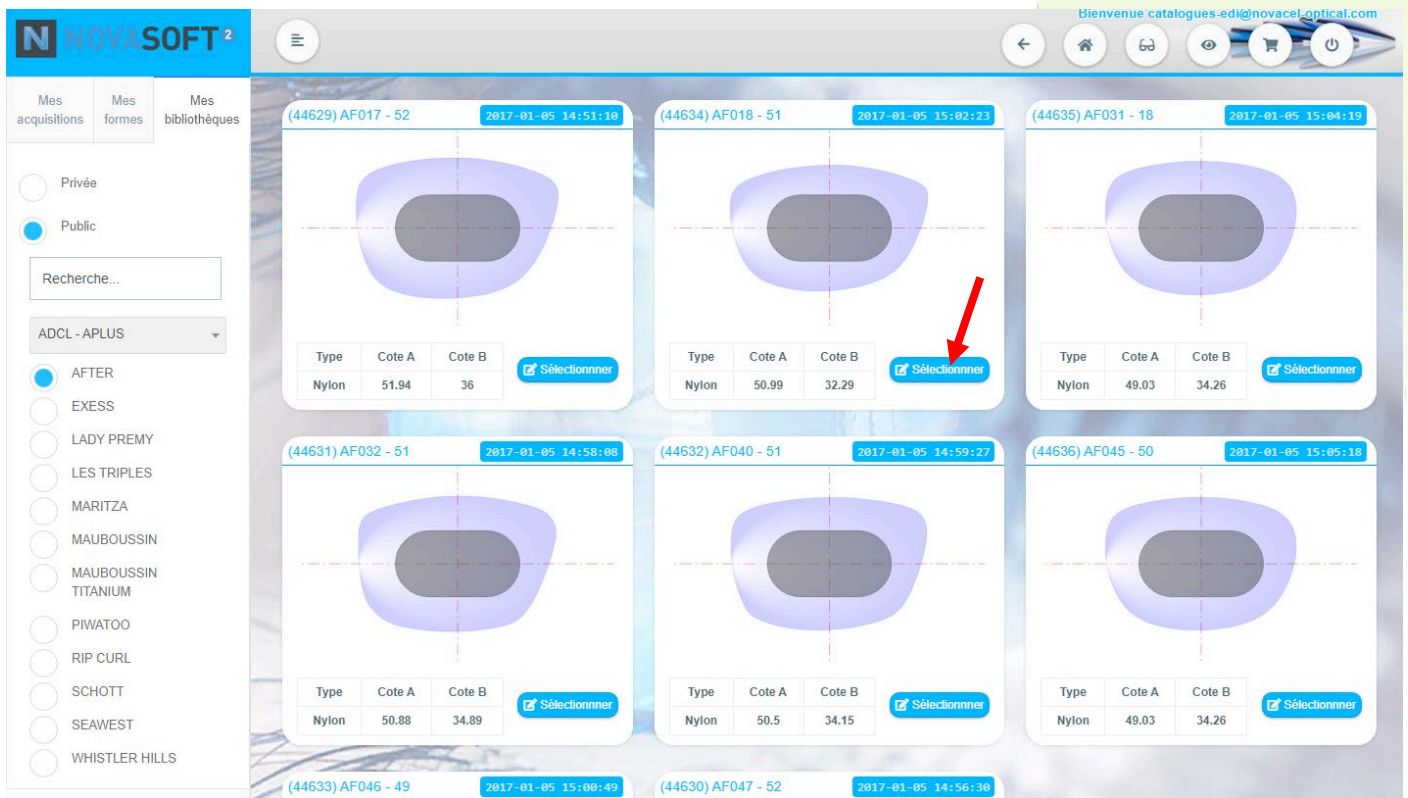 Bienvenue catalogues-edi@novacel-optical.com
N NOVASOFT 2
Mes acquisitions
Mes formes
Mes bibliothèques
Privée
Public
Recherche...
ADCL - APLUS
AFTER
EXESS
LADY PREMY
LES TRIPLES
MARITZA
MAUBOUSSIN
MAUBOUSSIN
TITANIUM
PIWATOO
RIP CURL
SCHOTT
SEAWEST
WHISTLER HILLS
(44629) AF017 - 52 2017-01-05 14:51:10
Type Cote A Cote B
Nylon 51.94 36
Sélectionnner
(44634) AF018 - 51 2017-01-05 15:02:23
Type Cote A Cote B
Nylon 50.99 32.29
Sélectionnner
(44635) AF031 - 18 2017-01-05 15:04:19
Type Cote A Cote B
Nylon 49.03 34.26
Sélectionnner
(44631) AF032 - 51 2017-01-05 14:58:08
Type Cote A Cote B
Nylon 50.88 34.89
Sélectionnner
(44632) AF040 - 51 2017-01-05 14:59:27
Type Cote A Cote B
Nylon 50.5 34.15
Sélectionnner
(44636) AF045 - 50 2017-01-05 15:05:18
Type Cote A Cote B
Nylon 49.03 34.26
Sélectionnner
(44633) AF046 - 49 2017-01-05 15:00:49
(44630) AF047 - 52 2017-01-05 14:56:30